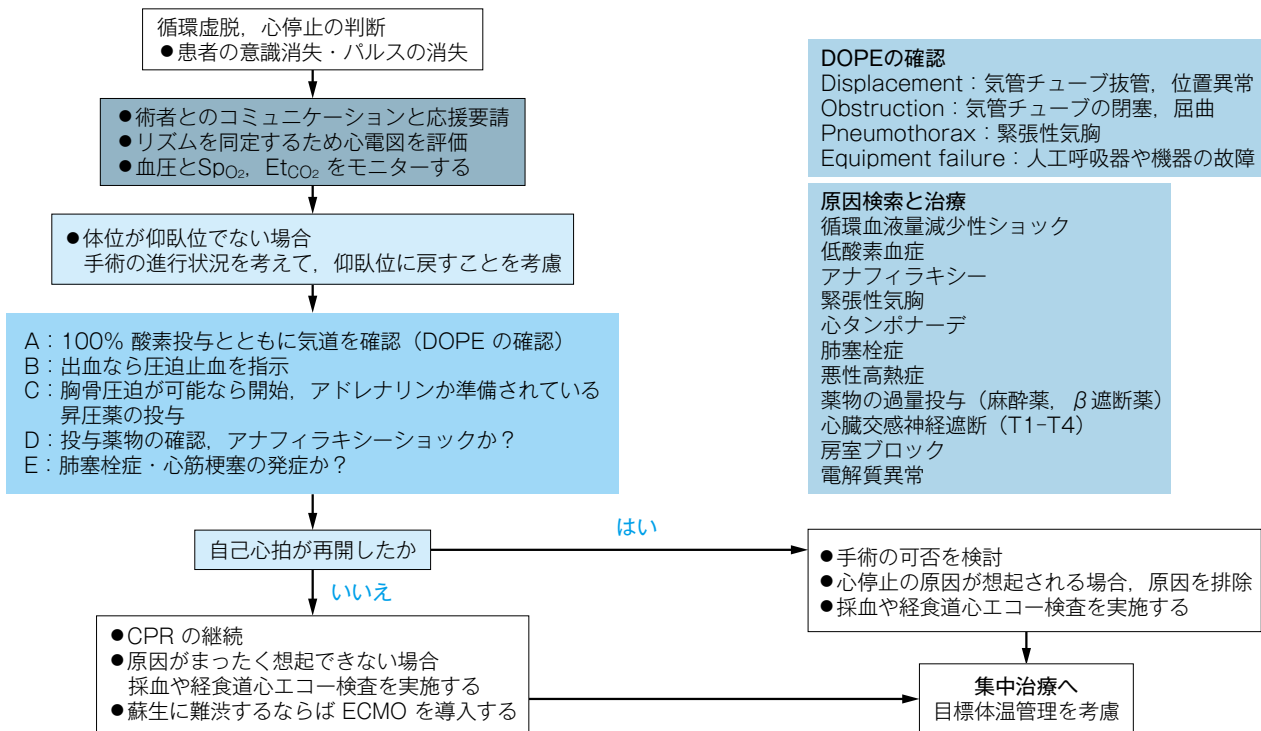 循環虚脱，心停止の判断
●患者の意識消失・パルスの消失
●術者とのコミュニケーションと応援要請
●リズムを同定するため心電図を評価
●血圧とSpO₂，EtCO₂ をモニターする
●体位が仰臥位でない場合
手術の進行状況を考えて，仰臥位に戻すことを考慮
A：100% 酸素投与とともに気道を確認（DOPE の確認）
B：出血なら圧迫止血を指示
C：胸骨圧迫が可能なら開始，アドレナリンか準備されている
昇圧薬の投与
D：投与薬物の確認，アナフィラキシーショックか？
E：肺塞栓症・心筋梗塞の発症か？
自己心拍が再開したか
はい
いいえ
●CPR の継続
●原因がまったく想起できない場合
採血や経食道心エコー検査を実施する
●蘇生に難渋するならば ECMO を導入する
DOPEの確認
Displacement：気管チューブ抜管，位置異常
Obstruction：気管チューブの閉塞，屈曲
Pneumothorax：緊張性気胸
Equipment failure：人工呼吸器や機器の故障
原因検索と治療
循環血液量減少性ショック
低酸素血症
アナフィラキシー
緊張性気胸
心タンポナーデ
肺塞栓症
悪性高熱症
薬物の過量投与（麻酔薬，β遮断薬）
心臓交感神経遮断（T1-T4）
房室ブロック
電解質異常
●手術の可否を検討
●心停止の原因が想起される場合，原因を排除
●採血や経食道心エコー検査を実施する
集中治療へ
目標体温管理を考慮